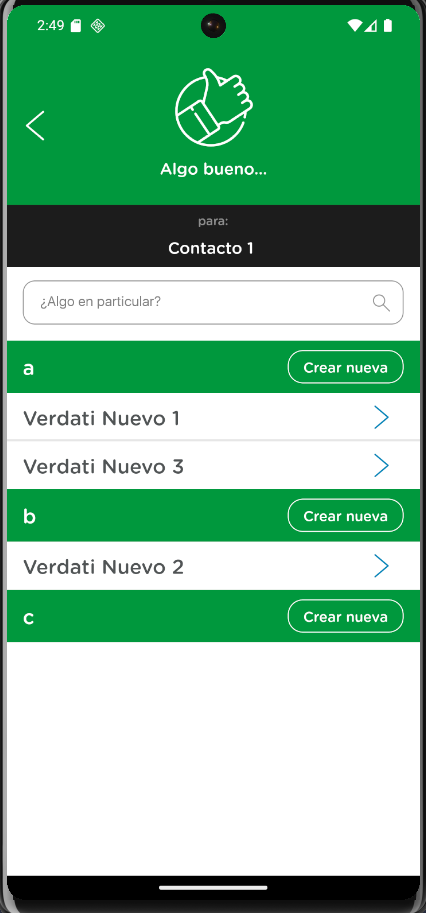 2:49
Algo bueno...
para:
Contacto 1
¿Algo en particular?
a Crear nueva
Verdati Nuevo 1
Verdati Nuevo 3
b Crear nueva
Verdati Nuevo 2
c Crear nueva